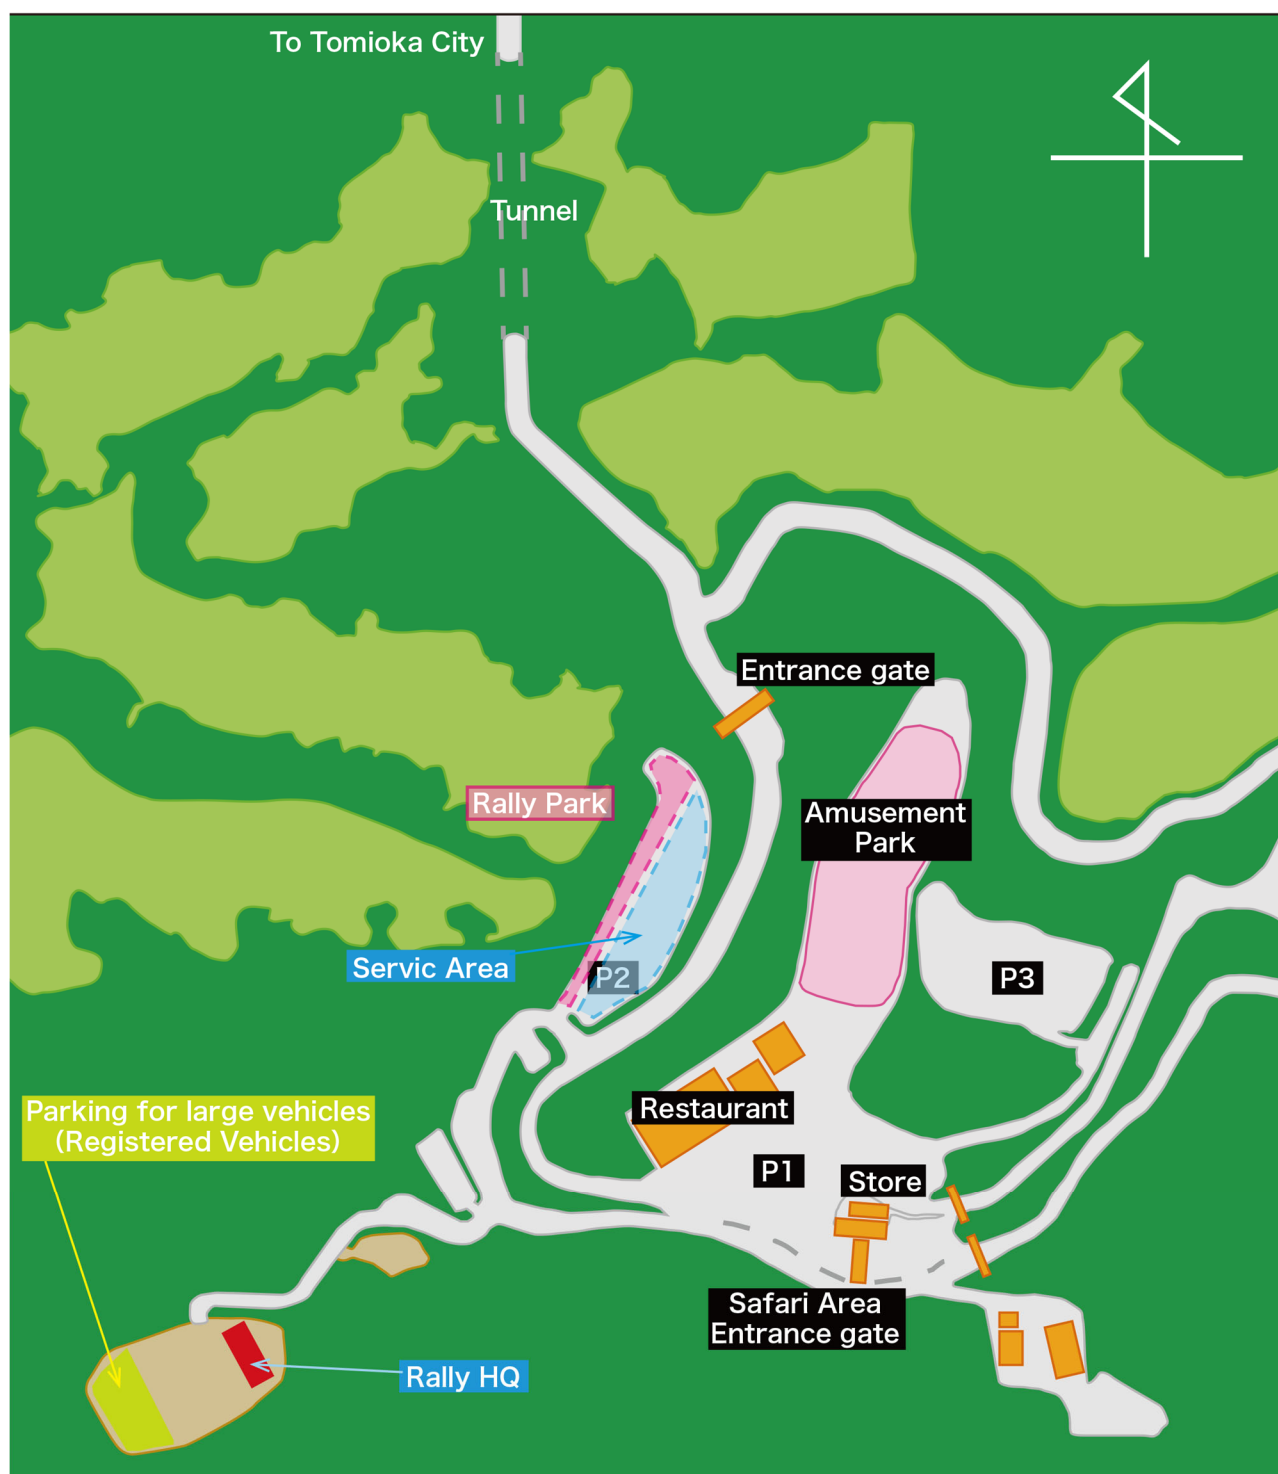 To Tomioka City
Tunnel
Entrance gate
Rally Park
Amusement
Park
Servic Area
P2
P3
Parking for large vehicles
(Registered Vehicles)
Restaurant
P1
Store
Safari Area
Entrance gate
Rally HQ